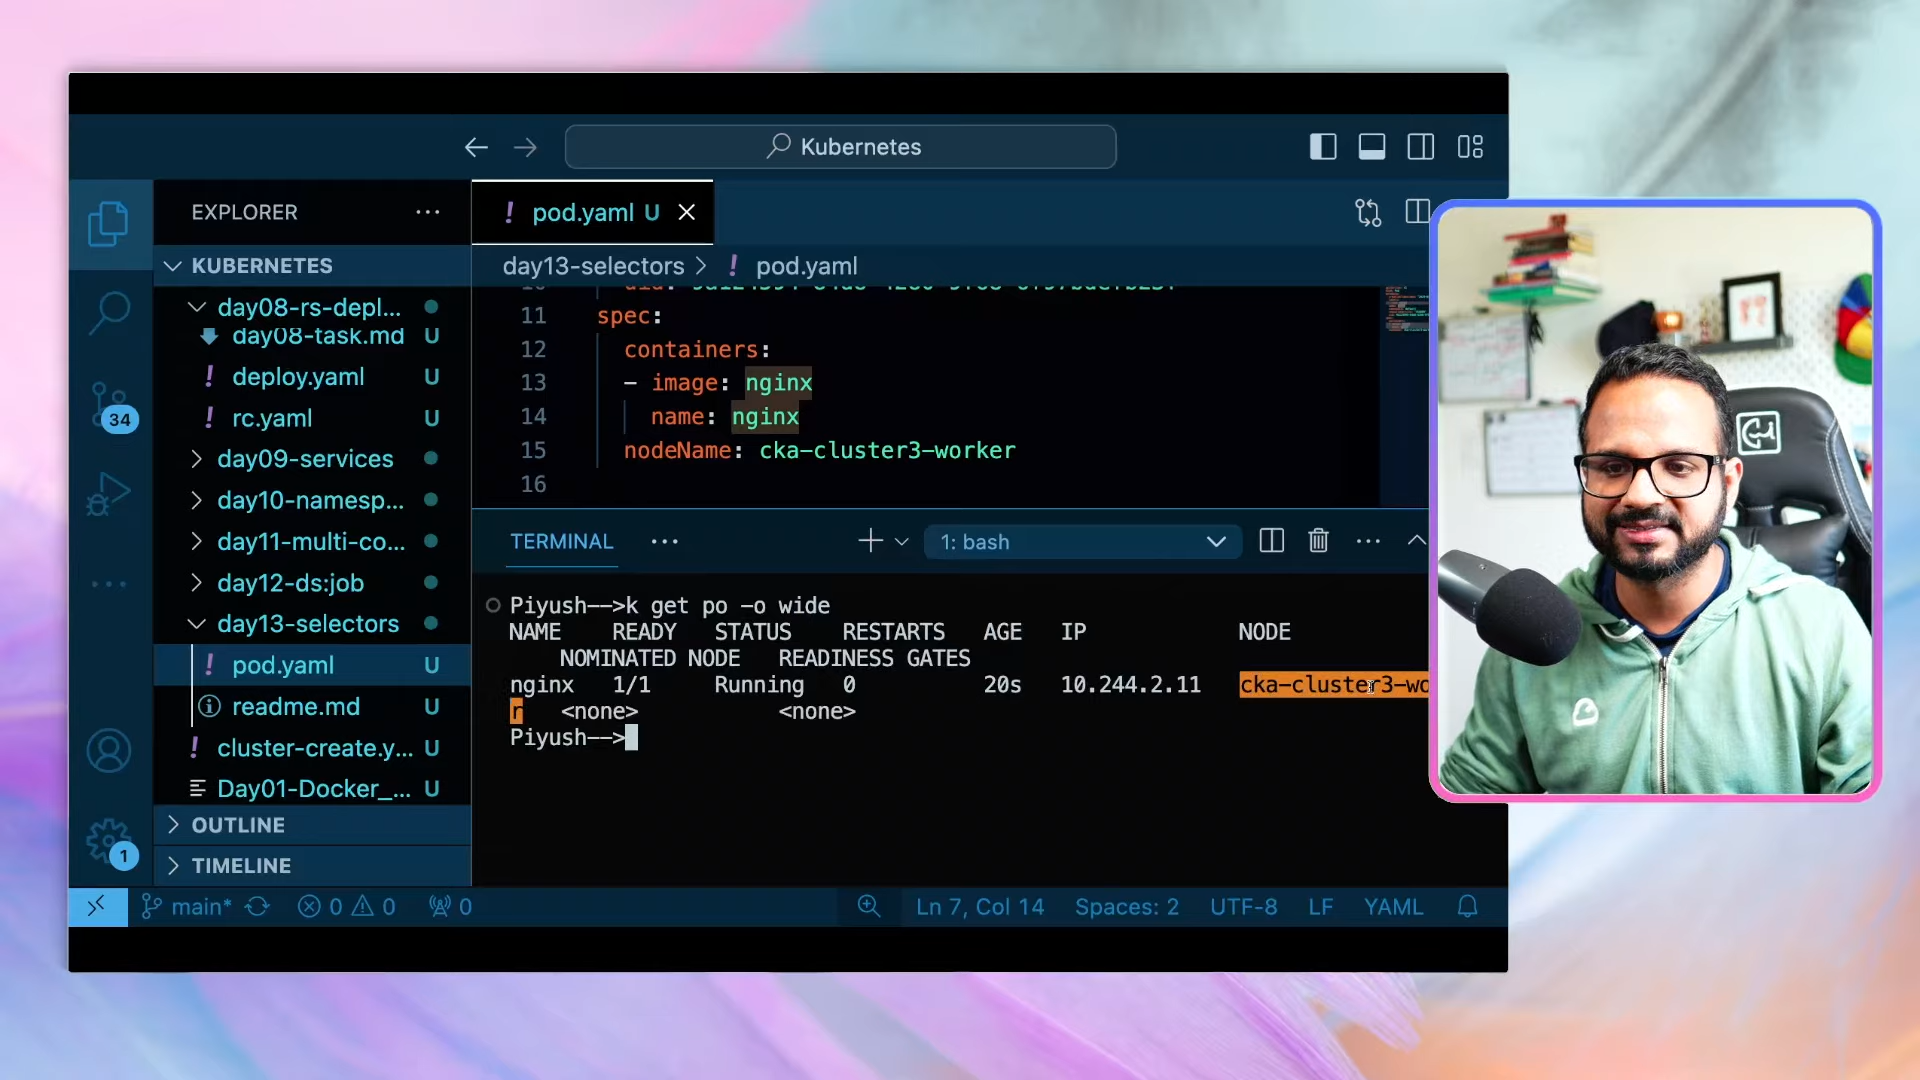 Kubernetes
EXPLORER
KUBERNETES
day08-rs-depl...
day08-task.md U
! deploy.yaml U
! rc.yaml U
day09-services
day10-namesp...
day11-multi-co...
day12-ds:job
day13-selectors
! pod.yaml U
readme.md U
! cluster-create.y... U
Day01-Docker_... U
OUTLINE
TIMELINE
34
1
! pod.yaml U
day13-selectors > ! pod.yaml
11 spec:
12 containers:
13 - image: nginx
14 name: nginx
15 nodeName: cka-cluster3-worker
16
TERMINAL
1: bash
Piyush-->k get po -o wide
NAME READY STATUS RESTARTS AGE IP NODE
NOMINATED NODE READINESS GATES
nginx 1/1 Running 0 20s 10.244.2.11 cka-cluster3-wo
r <none> <none>
Piyush-->
main* 0 0 0 Ln 7, Col 14 Spaces: 2 UTF-8 LF YAML